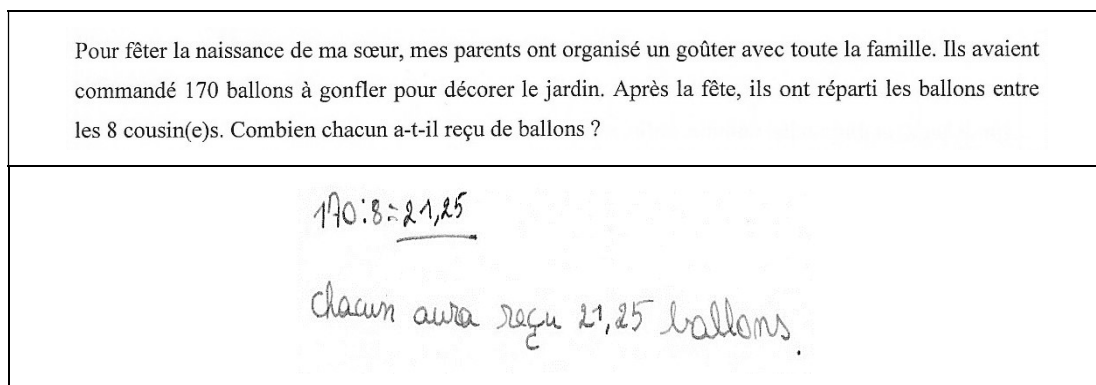 Pour fêter la naissance de ma sœur, mes parents ont organisé un goûter avec toute la famille. Ils avaient
commandé 170 ballons à gonfler pour décorer le jardin. Après la fête, ils ont réparti les ballons entre
les 8 cousin(e)s. Combien chacun a-t-il reçu de ballons ?
170:8=21,25
chacun aura reçu 21,25 ballons.